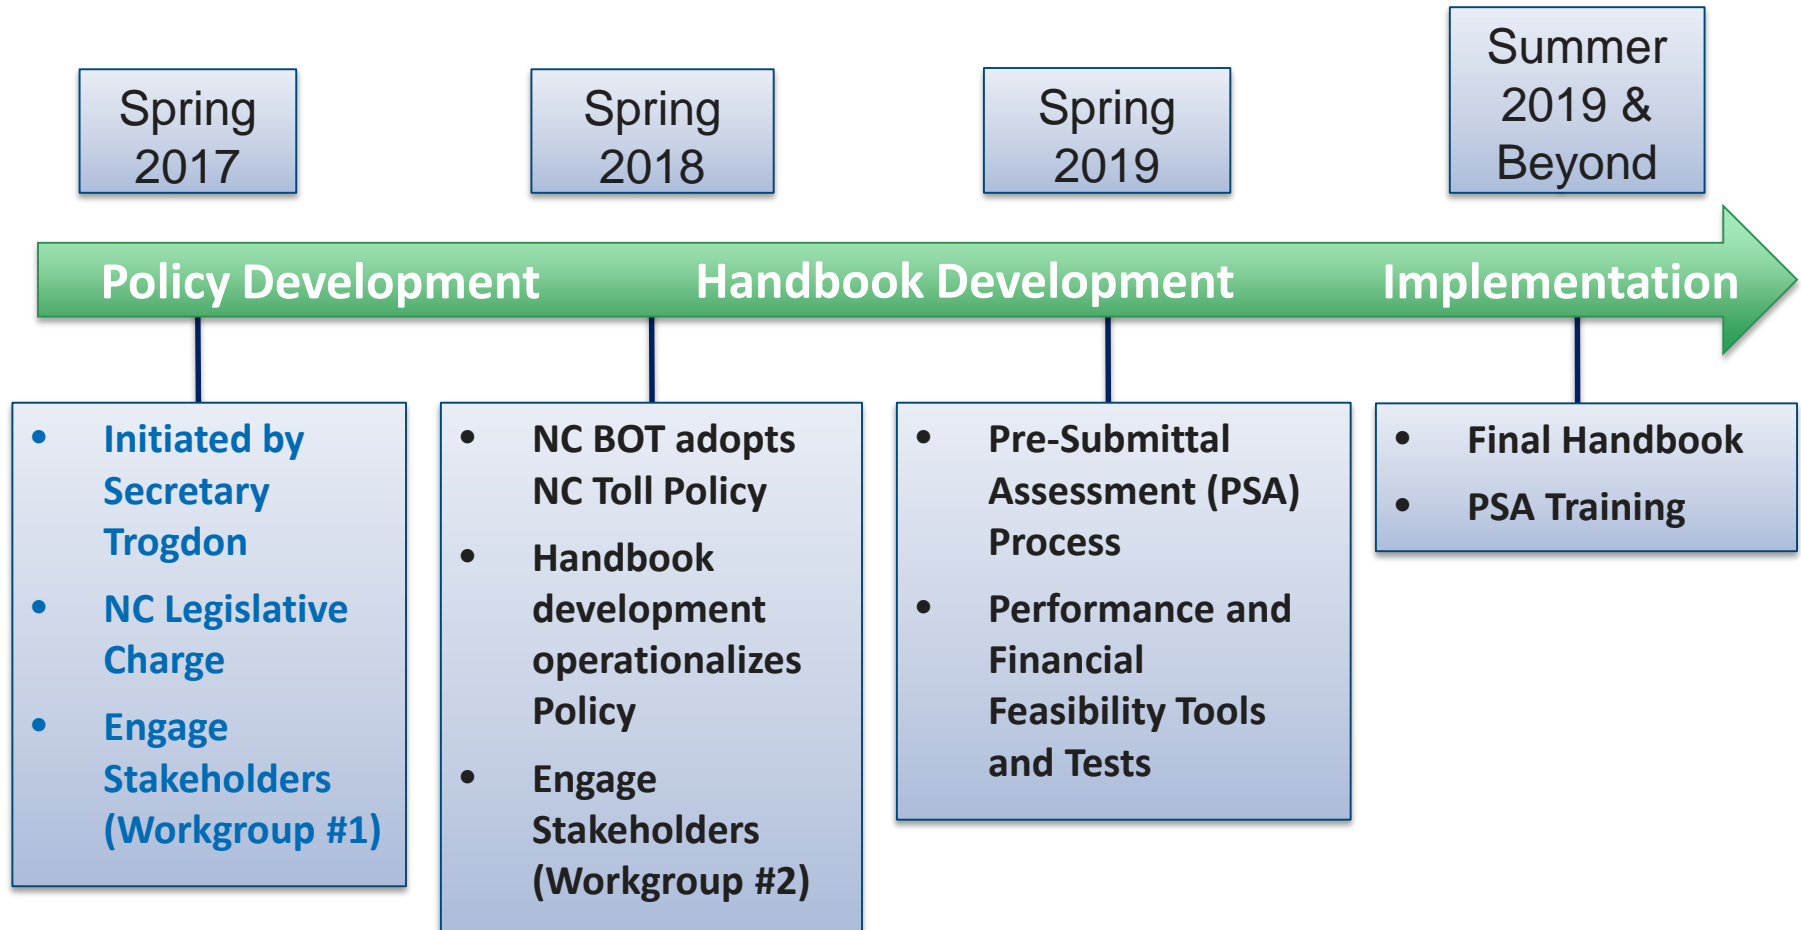 Spring
2017
Spring
2018
Spring
2019
Summer
2019 &
Beyond
Policy Development
Handbook Development
Implementation
• Initiated by
Secretary
Trogdon
• NC Legislative
Charge
• Engage
Stakeholders
(Workgroup #1)
• NC BOT adopts
NC Toll Policy
• Handbook
development
operationalizes
Policy
• Engage
Stakeholders
(Workgroup #2)
• Pre-Submittal
Assessment (PSA)
Process
• Performance and
Financial
Feasibility Tools
and Tests
• Final Handbook
• PSA Training